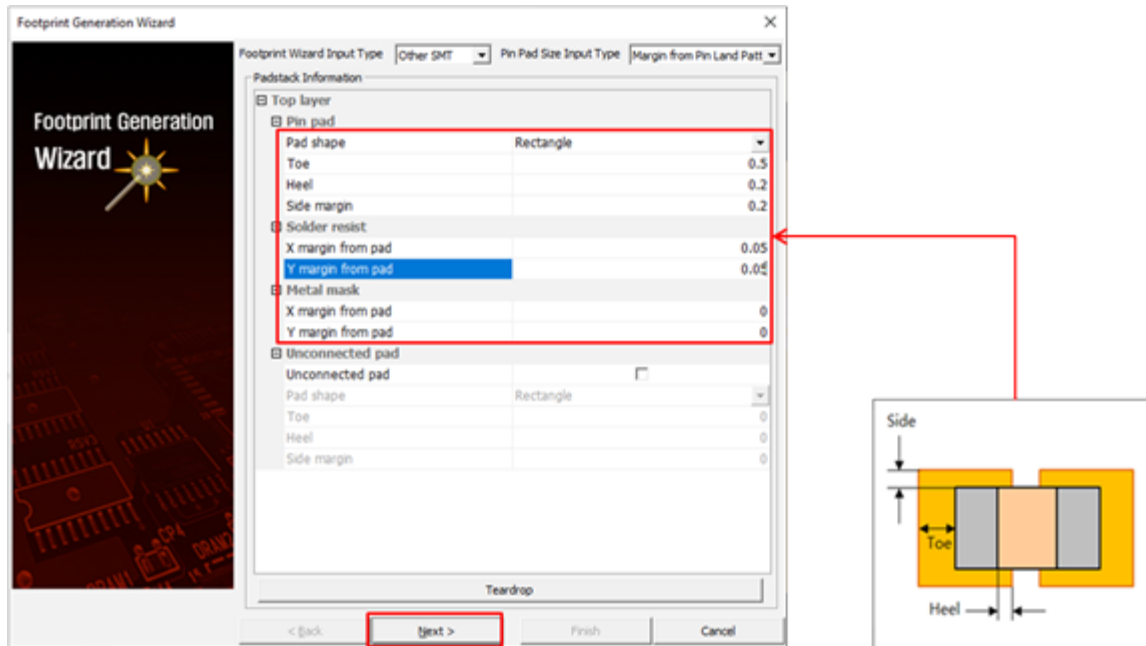 Footprint Generation Wizard
Footprint Wizard Input Type Other SMT Pin Pad Size Input Type Margin from Pin Land Patt
Padstack Information
Footprint Generation
Wizard
Top layer
Pin pad
Pad shape Rectangle
Toe 0.5
Heel 0.2
Side margin 0.2
Solder resist
X margin from pad 0.05
Y margin from pad 0.05
Metal mask
X margin from pad 0
Y margin from pad 0
Unconnected pad
Unconnected pad
Pad shape Rectangle
Toe 0
Heel 0
Side margin 0
Teardrop
< Back Next > Finish Cancel
Side
Toe
Heel
RSV3
CP4
DRAM1